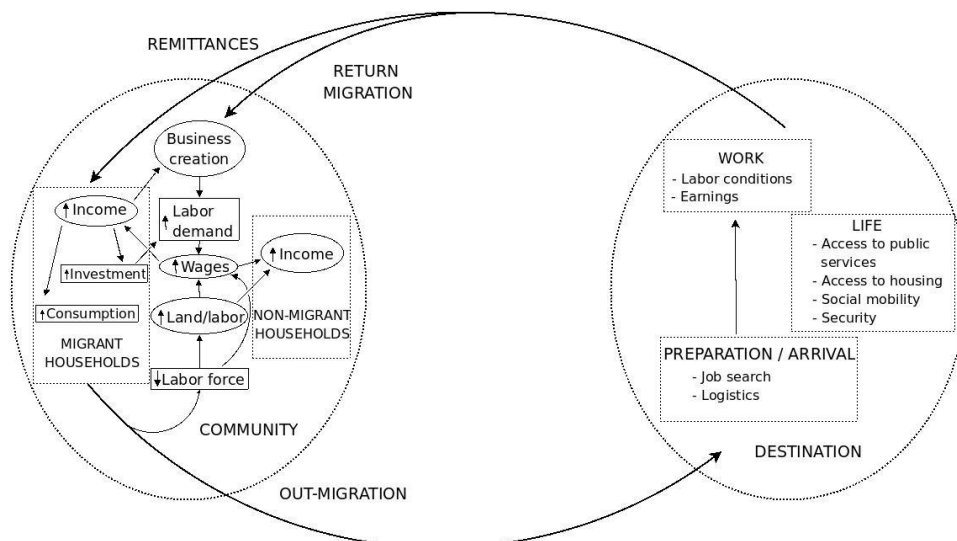 REMITTANCES
RETURN
MIGRATION
Business
creation
↑ Income
↑ Labor
demand
↑Investment
↑ Wages
↑ Income
↑Consumption
↑ Land/labor
NON-MIGRANT
HOUSEHOLDS
MIGRANT
HOUSEHOLDS
↓ Labor force
COMMUNITY
OUT-MIGRATION
WORK
- Labor conditions
- Earnings
LIFE
- Access to public
services
- Access to housing
- Social mobility
- Security
PREPARATION / ARRIVAL
- Job search
- Logistics
DESTINATION